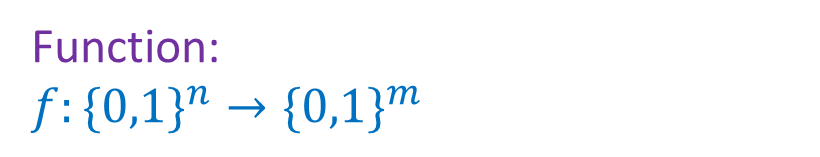 Function:
𝑓: {0,1}ⁿ → {0,1}ᵐ